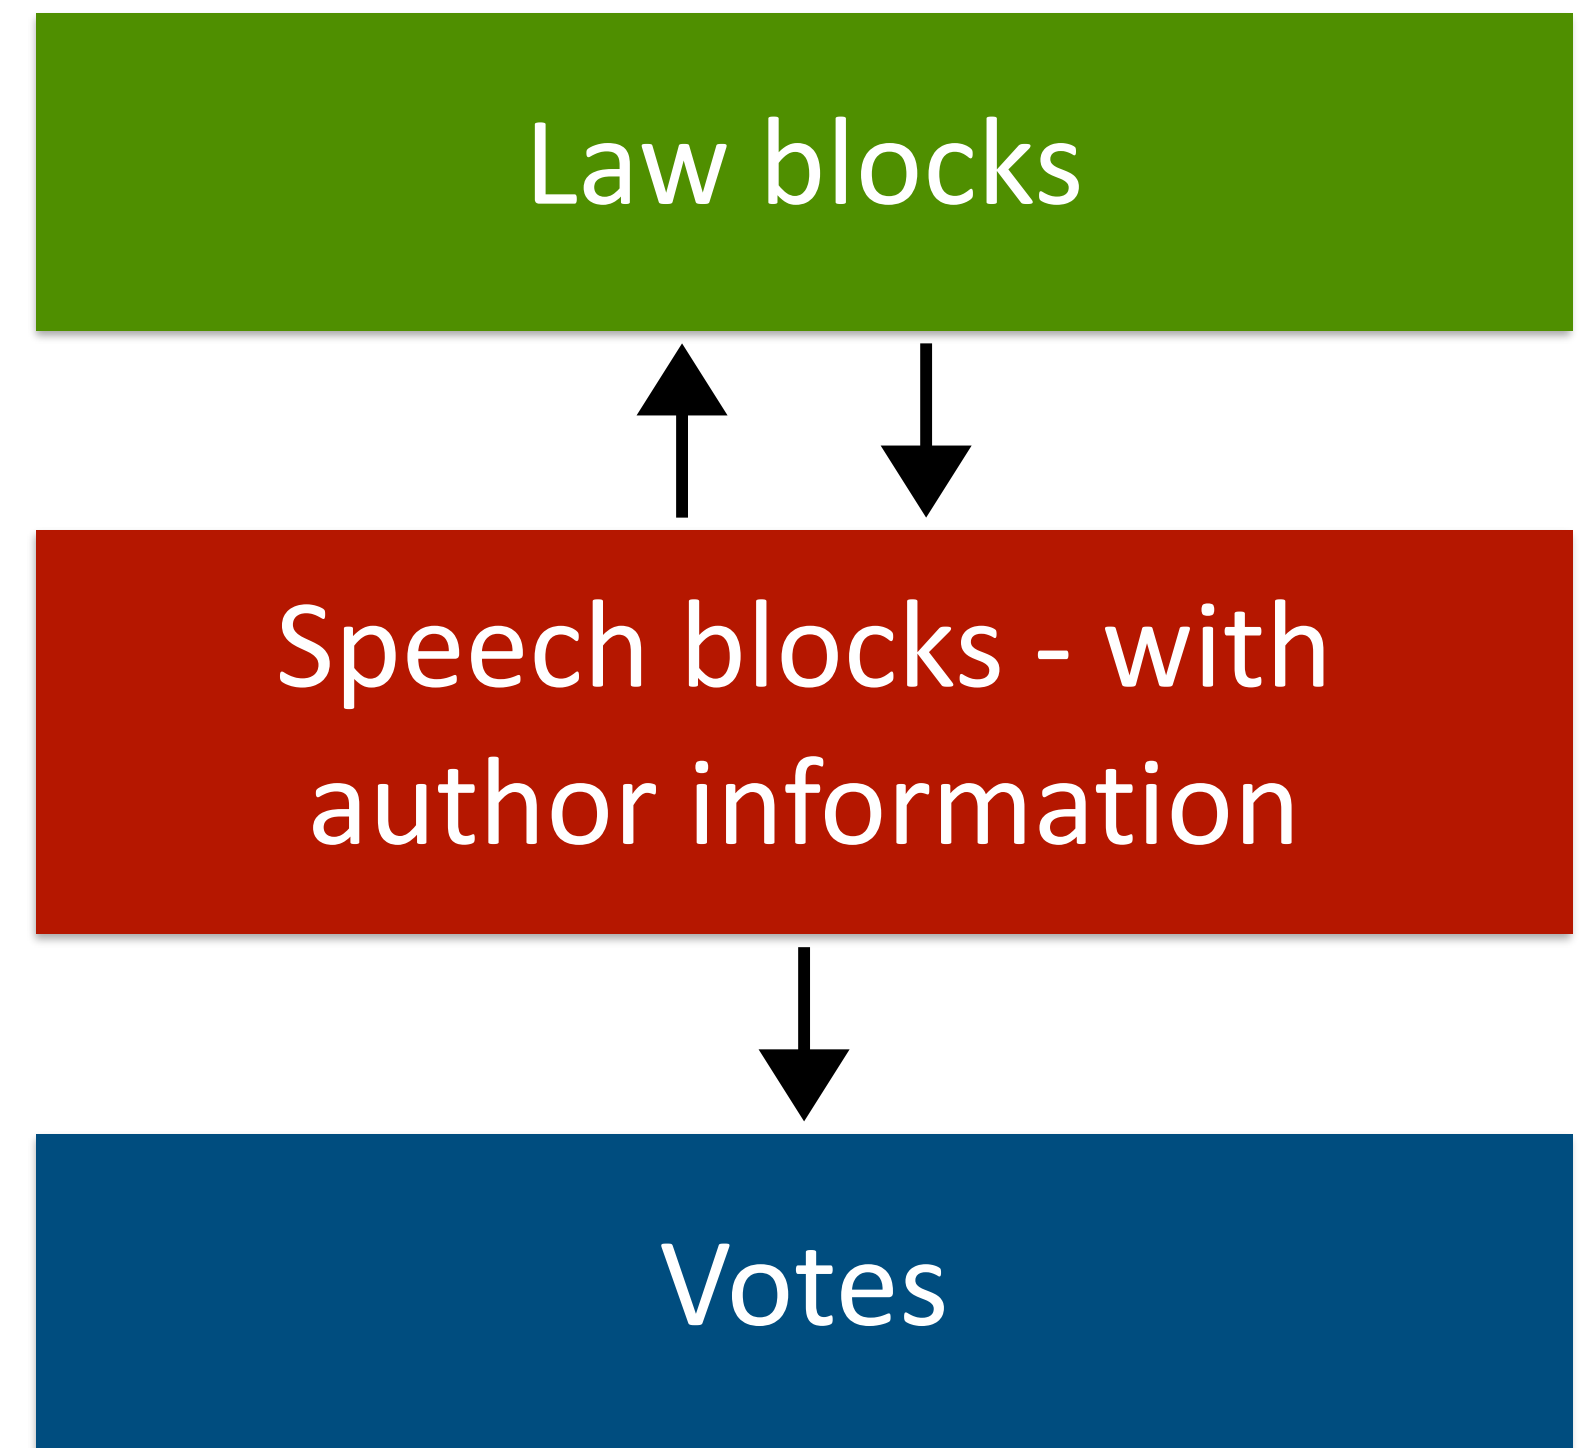 Law blocks
Speech blocks - with
author information
Votes